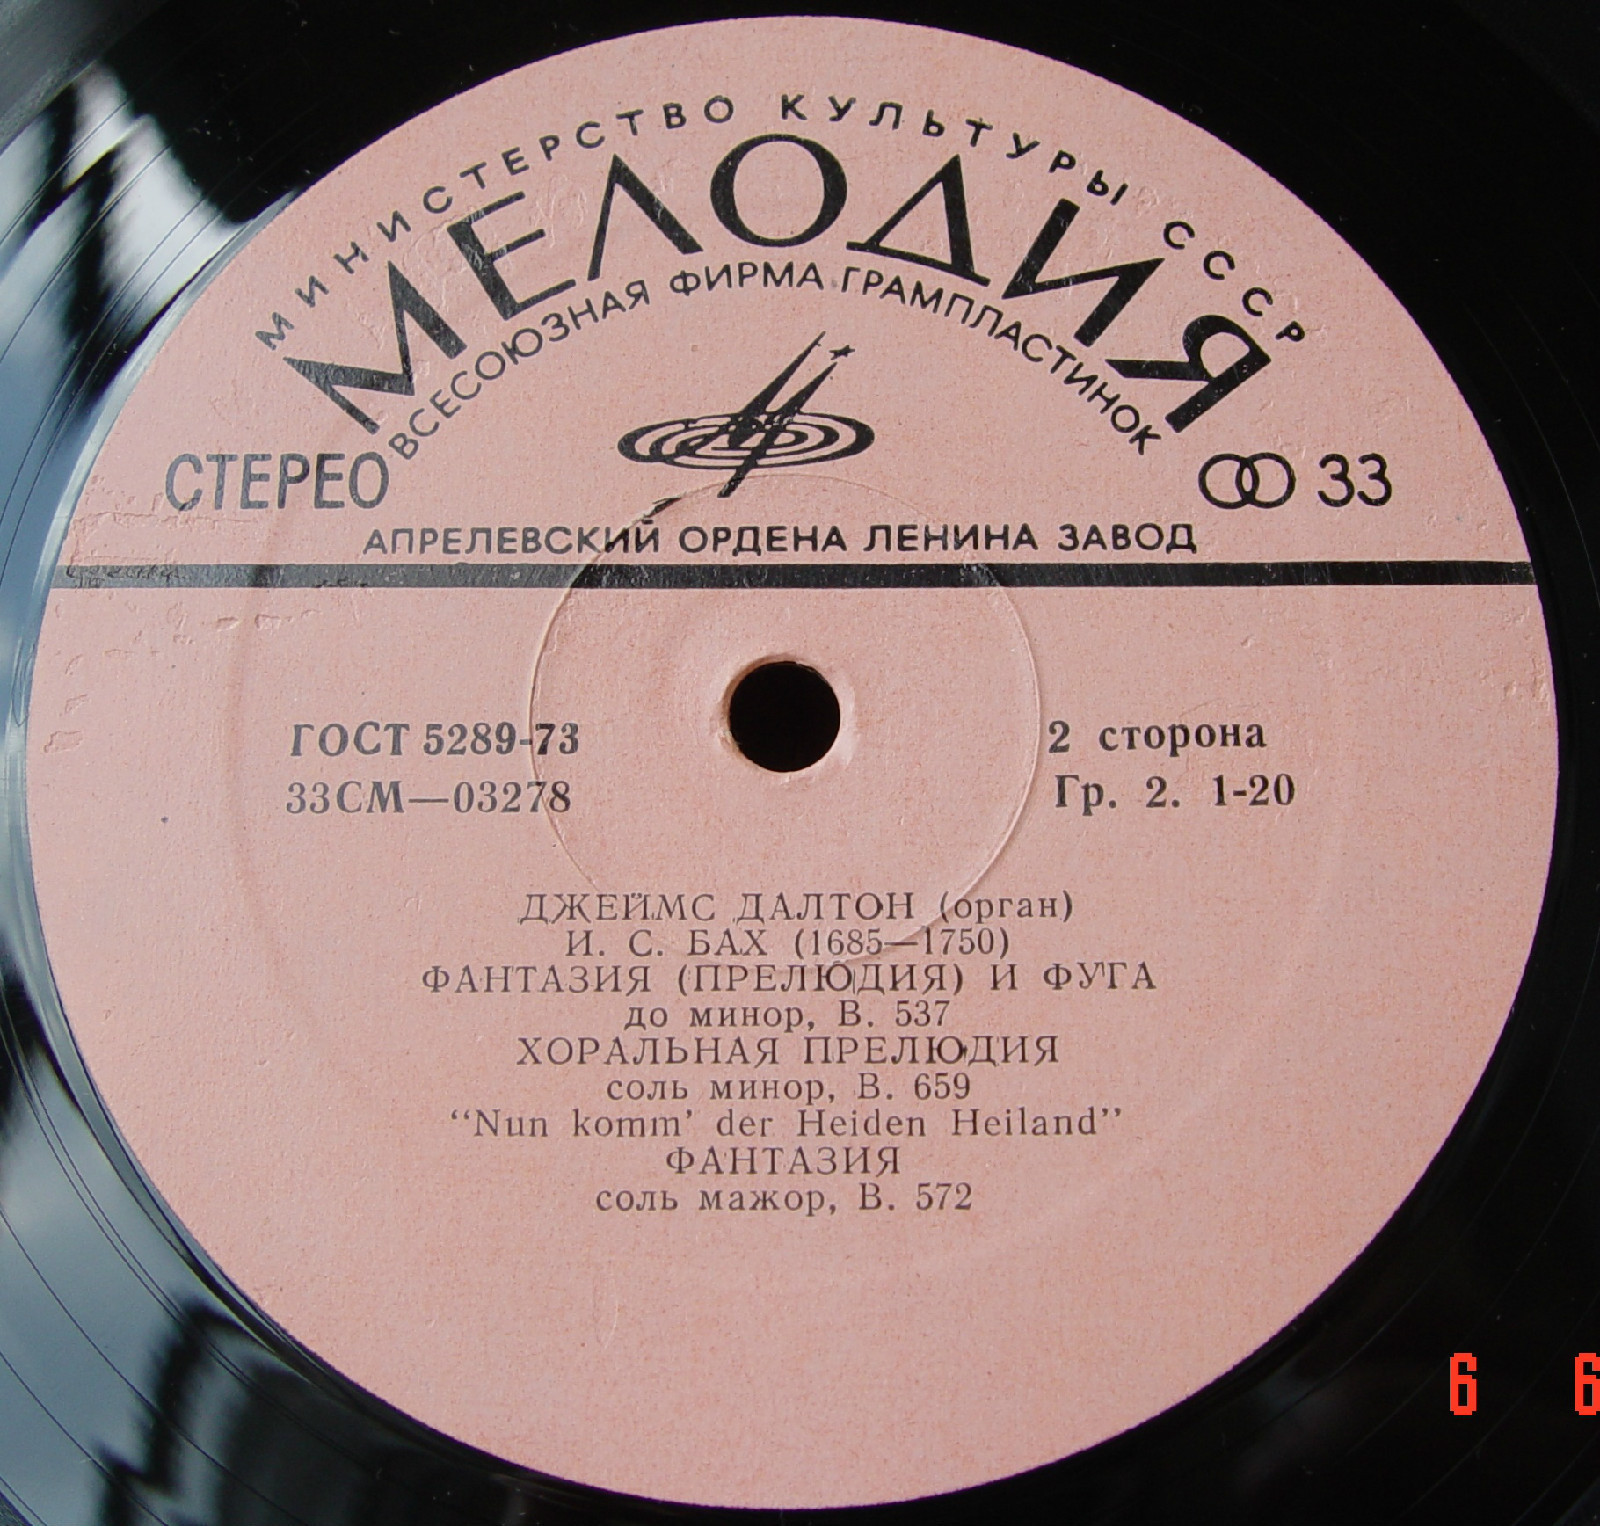 МИНИСТЕРСТВО КУЛЬТУРЫ СССР
МЕЛОДИЯ
ВСЕСОЮЗНАЯ ФИРМА ГРАМПЛАСТИНОК
СТЕРЕО
33
АПРЕЛЕВСКИЙ ОРДЕНА ЛЕНИНА ЗАВОД
ГОСТ 5289-73
2 сторона
33СМ—03278
Гр. 2. 1-20
ДЖЕЙМС ДАЛТОН (орган)
И. С. БАХ (1685—1750)
ФАНТАЗИЯ (ПРЕЛЮДИЯ) И ФУГА
до минор, В. 537
ХОРАЛЬНАЯ ПРЕЛЮДИЯ
соль минор, В. 659
“Nun komm’ der Heiden Heiland”
ФАНТАЗИЯ
соль мажор, В. 572
6 6